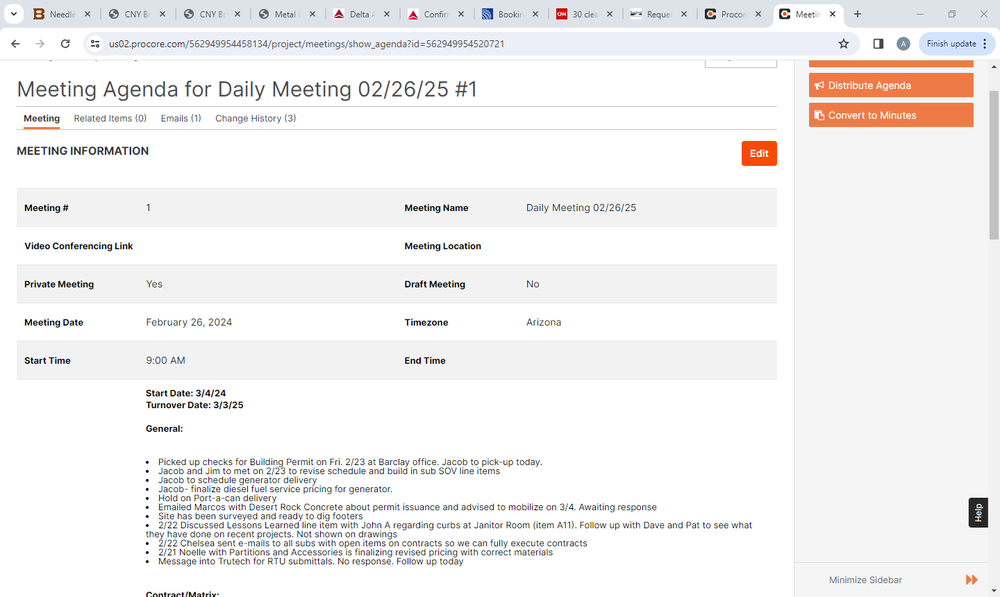 Needle
CNY Br
CNY Br
Metal B
Delta A
Confirm
Bookin
CNN
30 clea
Reques
Procor
Meetin
us02.procore.com/562949954458134/project/meetings/show_agenda?id=562949954520721
A
Finish update
Meeting Agenda for Daily Meeting 02/26/25 #1
Distribute Agenda
Convert to Minutes
Meeting
Related Items (0)
Emails (1)
Change History (3)
MEETING INFORMATION
Edit
Meeting #
1
Meeting Name
Daily Meeting 02/26/25
Video Conferencing Link
Meeting Location
Private Meeting
Yes
Draft Meeting
No
Meeting Date
February 26, 2024
Timezone
Arizona
Start Time
9:00 AM
End Time
Start Date: 3/4/24
Turnover Date: 3/3/25
General:
• Picked up checks for Building Permit on Fri. 2/23 at Barclay office. Jacob to pick-up today.
• Jacob and Jim to met on 2/23 to revise schedule and build in sub SOV line items
• Jacob to schedule generator delivery
• Jacob- finalize diesel fuel service pricing for generator.
• Hold on Port-a-can delivery
• Emailed Marcos with Desert Rock Concrete about permit issuance and advised to mobilize on 3/4. Awaiting response
• Site has been surveyed and ready to dig footers
• 2/22 Discussed Lessons Learned line item with John A regarding curbs at Janitor Room (item A11). Follow up with Dave and Pat to see what
they have done on recent projects. Not shown on drawings
• 2/22 Chelsea sent e-mails to all subs with open items on contracts so we can fully execute contracts
• 2/21 Noelle with Partitions and Accessories is finalizing revised pricing with correct materials
• Message into Trutech for RTU submittals. No response. Follow up today
Contract/Matrix:
Help
Minimize Sidebar